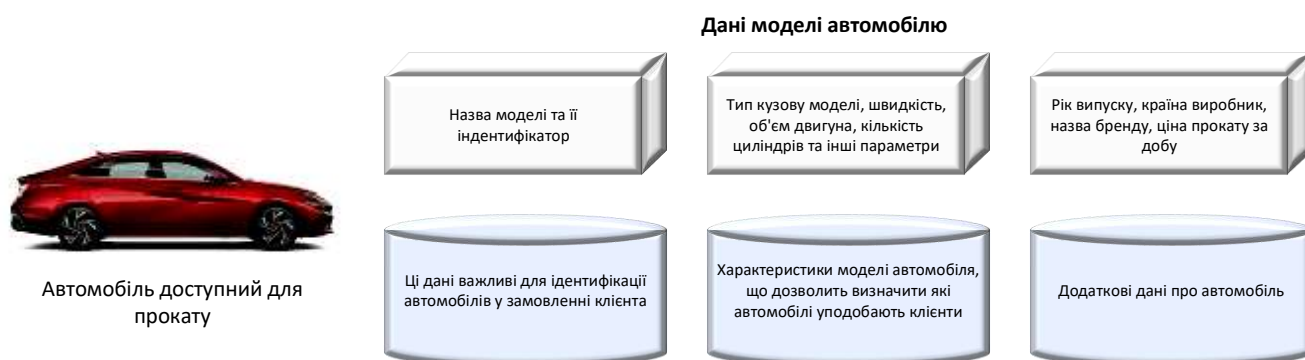 Дані моделі автомобілю
Назва моделі та її
індентифікатор
Тип кузову моделі, швидкість,
об'єм двигуна, кількість
циліндрів та інші параметри
Рік випуску, країна виробник,
назва бренду, ціна прокату за
добу
Автомобіль доступний для
прокату
Ці дані важливі для ідентифікації
автомобілів у замовленні клієнта
Характеристики моделі автомобіля,
що дозволить визначити які
автомобілі уподобають клієнти
Додаткові дані про автомобіль